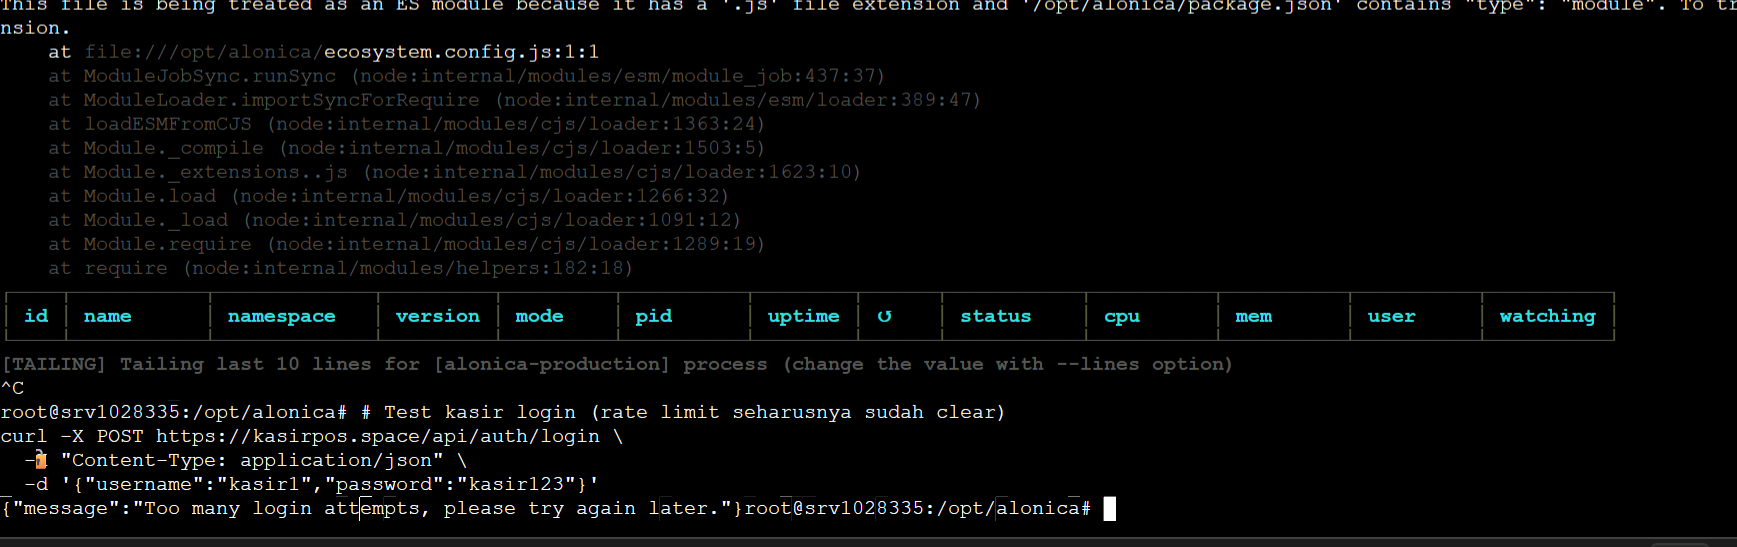 This file is being treated as an ES module because it has a '.js' file extension and '/opt/alonica/package.json' contains "type": "module". To tr
nsion.
    at file:///opt/alonica/ecosystem.config.js:1:1
    at ModuleJobSync.runSync (node:internal/modules/esm/module_job:437:37)
    at ModuleLoader.importSyncForRequire (node:internal/modules/esm/loader:389:47)
    at loadESMFromCJS (node:internal/modules/cjs/loader:1363:24)
    at Module._compile (node:internal/modules/cjs/loader:1503:5)
    at Module._extensions..js (node:internal/modules/cjs/loader:1623:10)
    at Module.load (node:internal/modules/cjs/loader:1266:32)
    at Module._load (node:internal/modules/cjs/loader:1091:12)
    at Module.require (node:internal/modules/cjs/loader:1289:19)
    at require (node:internal/modules/helpers:182:18)
id name namespace version mode pid uptime ↺ status cpu mem user watching
[TAILING] Tailing last 10 lines for [alonica-production] process (change the value with --lines option)
^C
root@srv1028335:/opt/alonica# # Test kasir login (rate limit seharusnya sudah clear)
curl -X POST https://kasirpos.space/api/auth/login \
  - "Content-Type: application/json" \
  -d '{"username":"kasir1","password":"kasir123"}'
{"message":"Too many login attempts, please try again later."}root@srv1028335:/opt/alonica#